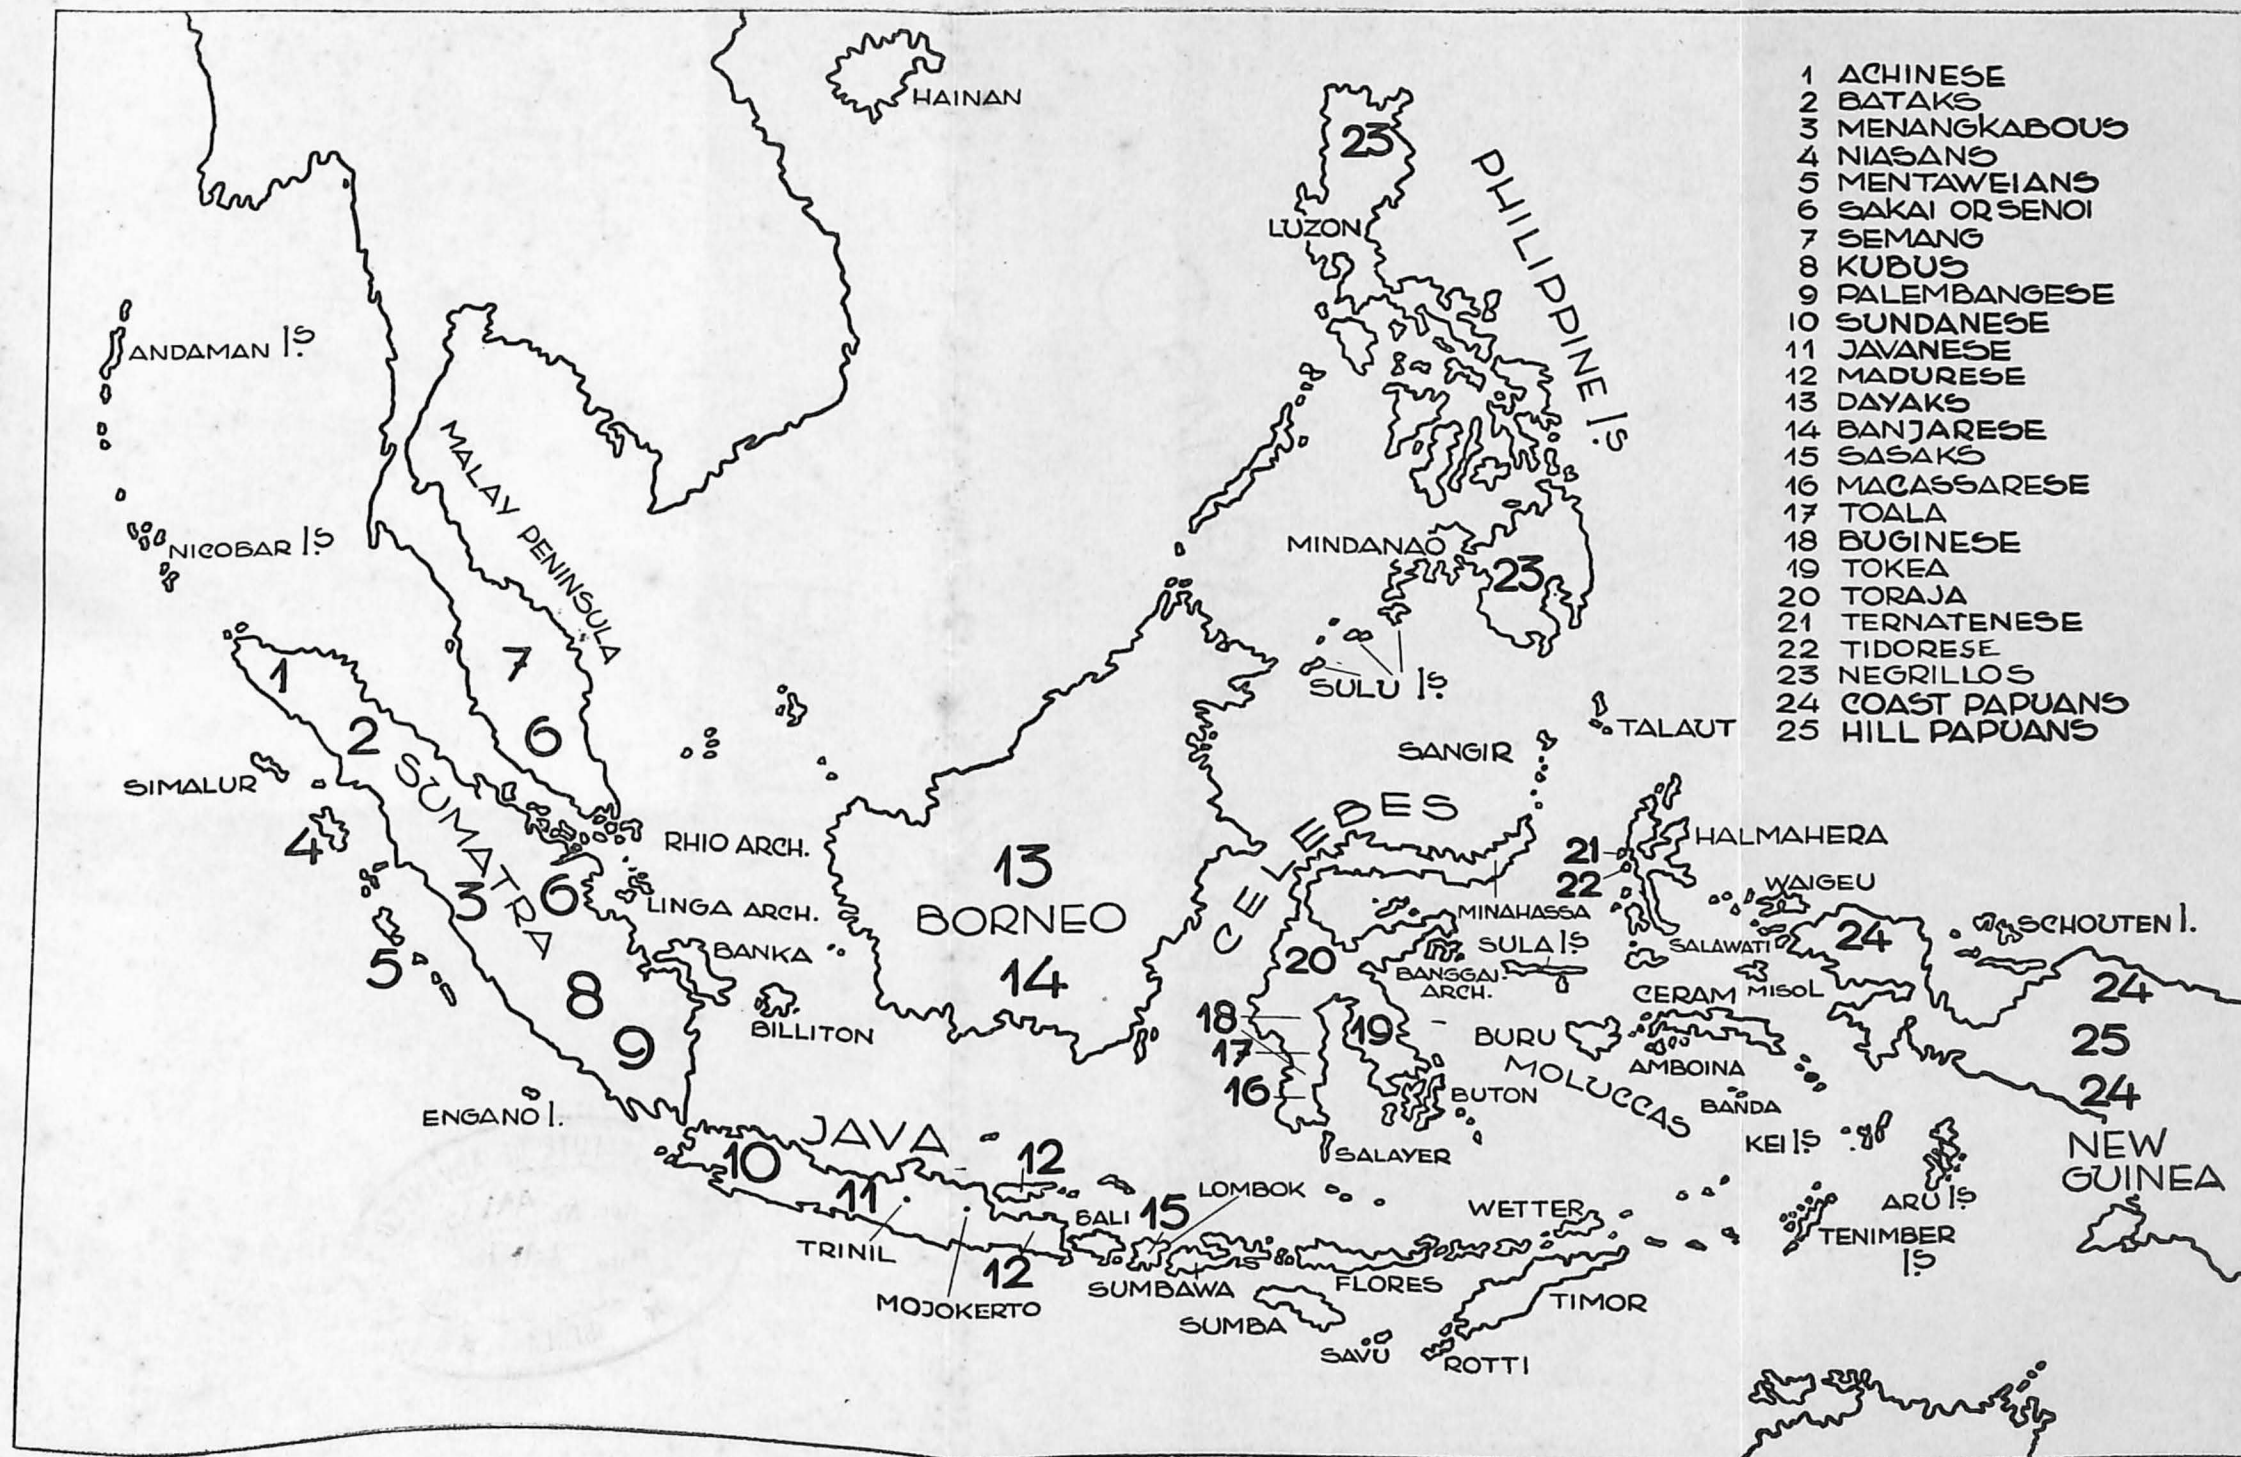 HAINAN
ANDAMAN IS.
NICOBAR IS.
MALAY PENINSULA
LUZON
23
PHILIPPINE IS.
MINDANAO
23
SULU IS.
TALAUT
SANGIR
1 ACHINESE
2 BATAKS
3 MENANGKABOUS
4 NIASANS
5 MENTAWEIANS
6 SAKAI OR SENOI
7 SEMANG
8 KUBUS
9 PALEMBANGESE
10 SUNDANESE
11 JAVANESE
12 MADURESE
13 DAYAKS
14 BANJARESE
15 SASAKS
16 MACASSARESE
17 TOALA
18 BUGINESE
19 TOKEA
20 TORAJA
21 TERNATENESE
22 TIDORESE
23 NEGRILLOS
24 COAST PAPUANS
25 HILL PAPUANS
7
6
1
2
SUMATRA
SIMALUR
4
3
6
5
8
9
ENGANO I.
RHIO ARCH.
LINGA ARCH.
BANKA
BILLITON
13
BORNEO
14
CELEBES
MINAHASSA
SULA IS
BANGGAI
ARCH.
20
18
17
16
19
BUTON
SALAYER
21
22
HALMAHERA
WAIGEU
SALAWATI
MISOL
24
SCHOUTEN I.
CERAM
BURU
AMBOINA
MOLUCCAS
BANDA
KEI IS
ARU IS
TENIMBER
IS
24
25
24
NEW
GUINEA
JAVA
10
11
12
12
TRINIL
MOJOKERTO
BALI
15
LOMBOK
SUMBAWA
SUMBA
FLORES
SAVU
ROTTI
TIMOR
WETTER